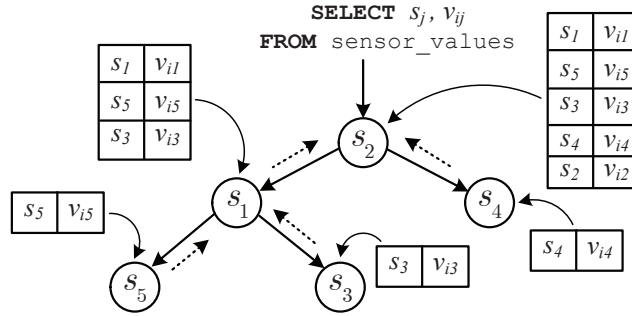 SELECT s_j, v_ij
FROM sensor_values
s_1 v_i1
s_5 v_i5
s_3 v_i3
s_1 v_i1
s_5 v_i5
s_3 v_i3
s_4 v_i4
s_2 v_i2
s_2
s_1
s_4
s_5 v_i5
s_4 v_i4
s_3 v_i3
s_5
s_3